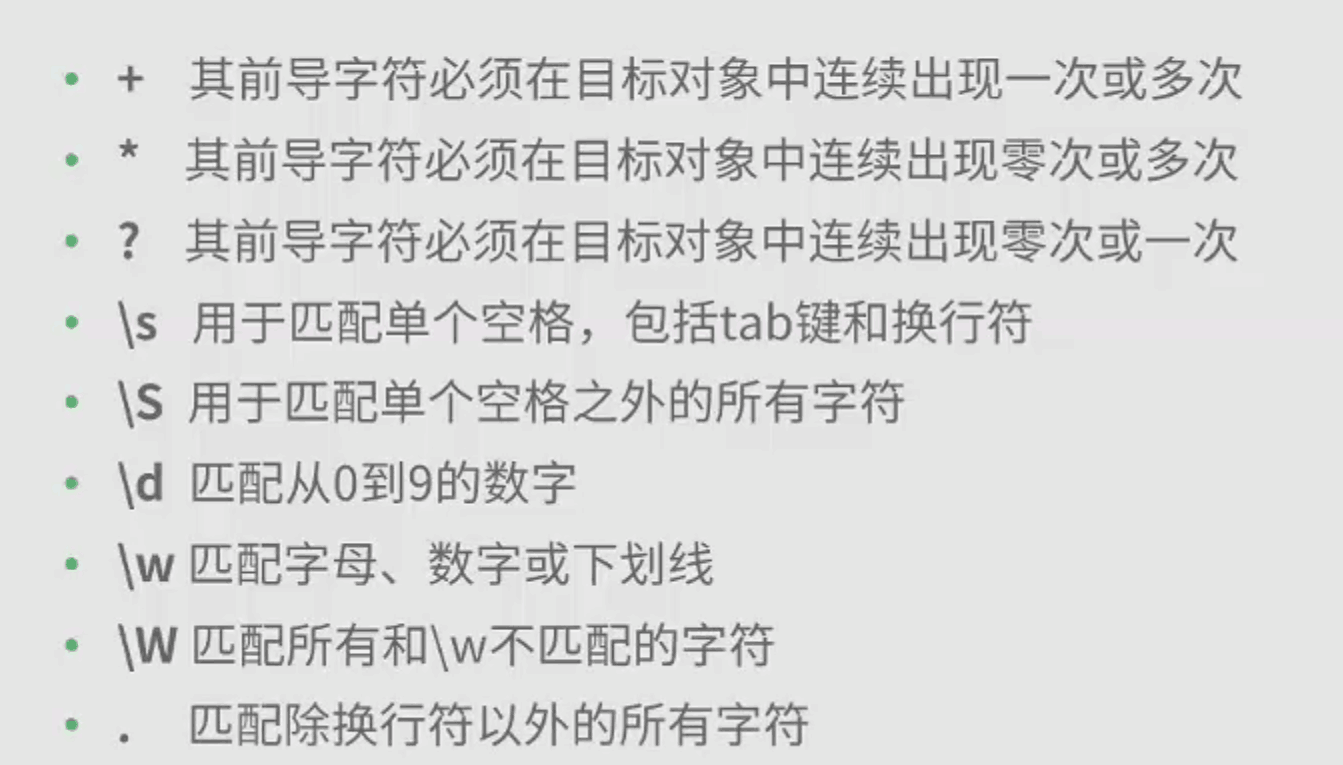 • + 其前导字符必须在目标对象中连续出现一次或多次
• * 其前导字符必须在目标对象中连续出现零次或多次
• ? 其前导字符必须在目标对象中连续出现零次或一次
• \s 用于匹配单个空格，包括tab键和换行符
• \S 用于匹配单个空格之外的所有字符
• \d 匹配从0到9的数字
• \w 匹配字母、数字或下划线
• \W 匹配所有和\w不匹配的字符
• . 匹配除换行符以外的所有字符